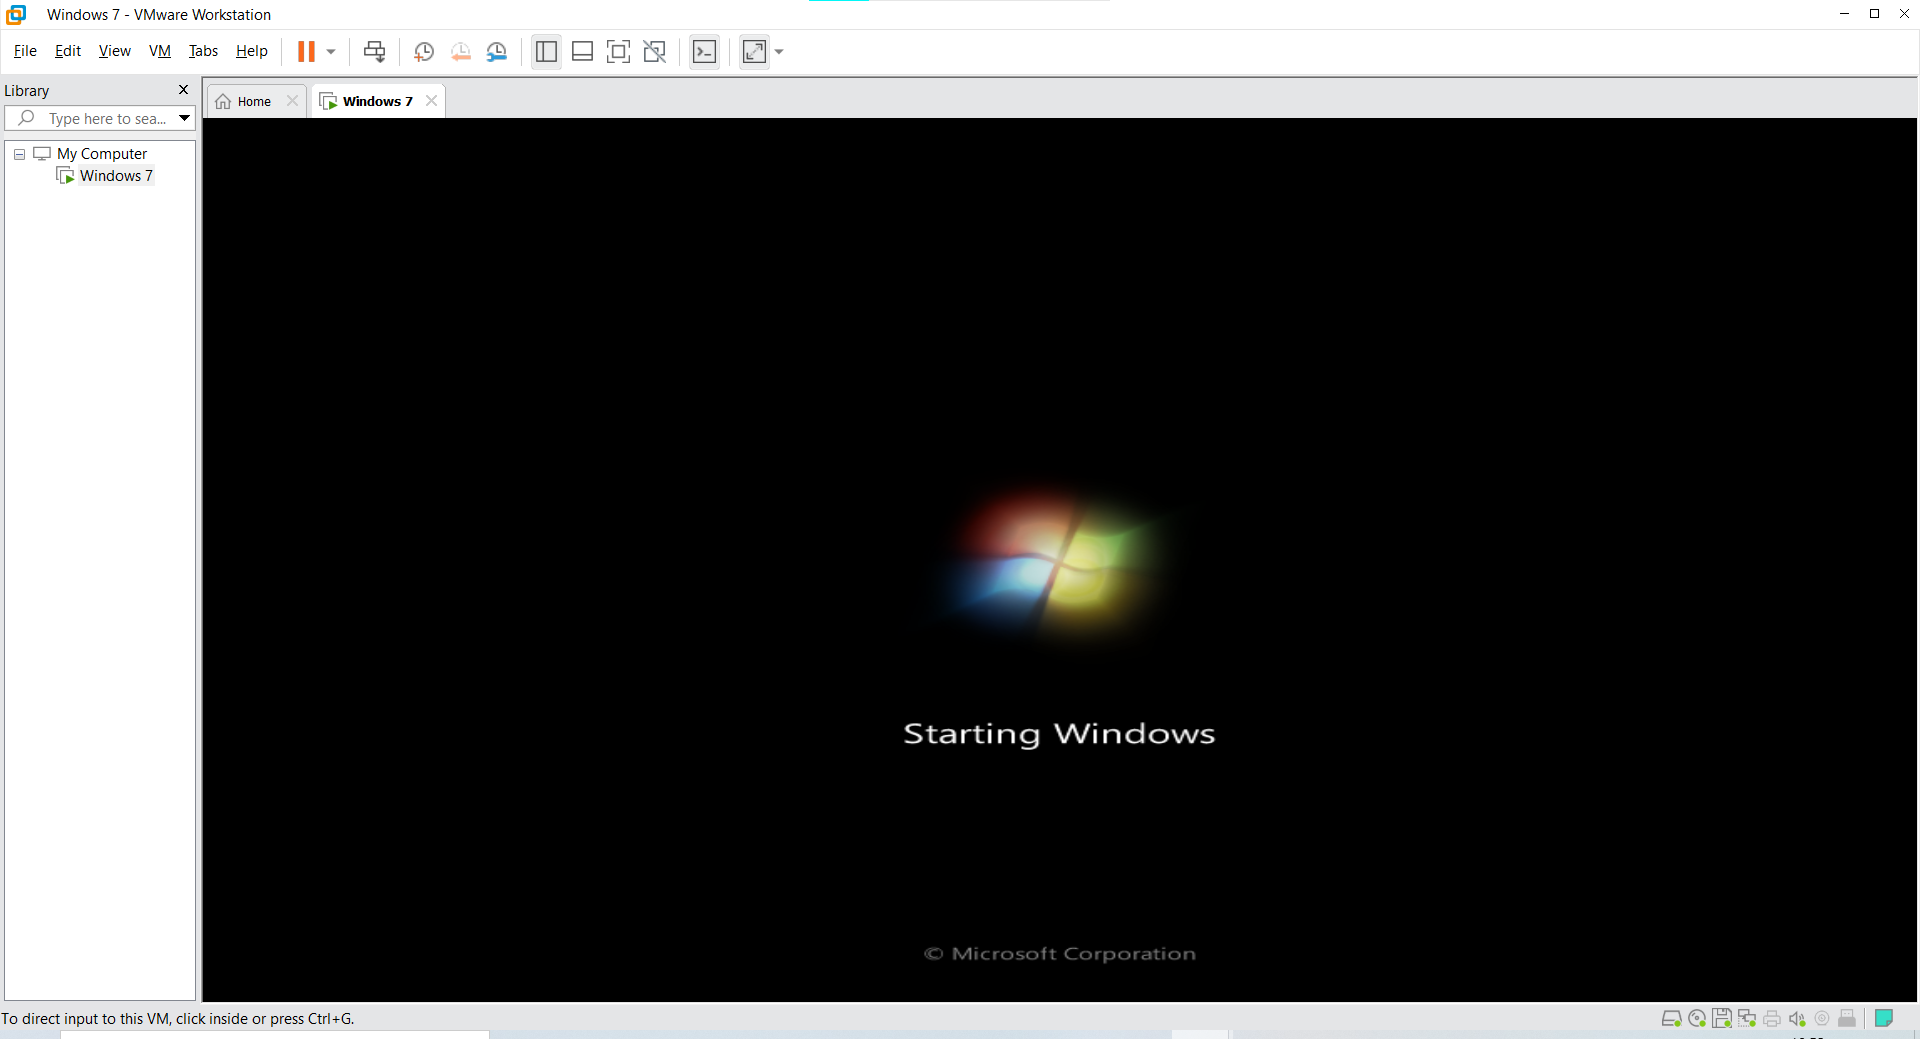 Windows 7 - VMware Workstation
File Edit View VM Tabs Help
Library
Type here to sea...
My Computer
Windows 7
Home
Windows 7
Starting Windows
© Microsoft Corporation
To direct input to this VM, click inside or press Ctrl+G.